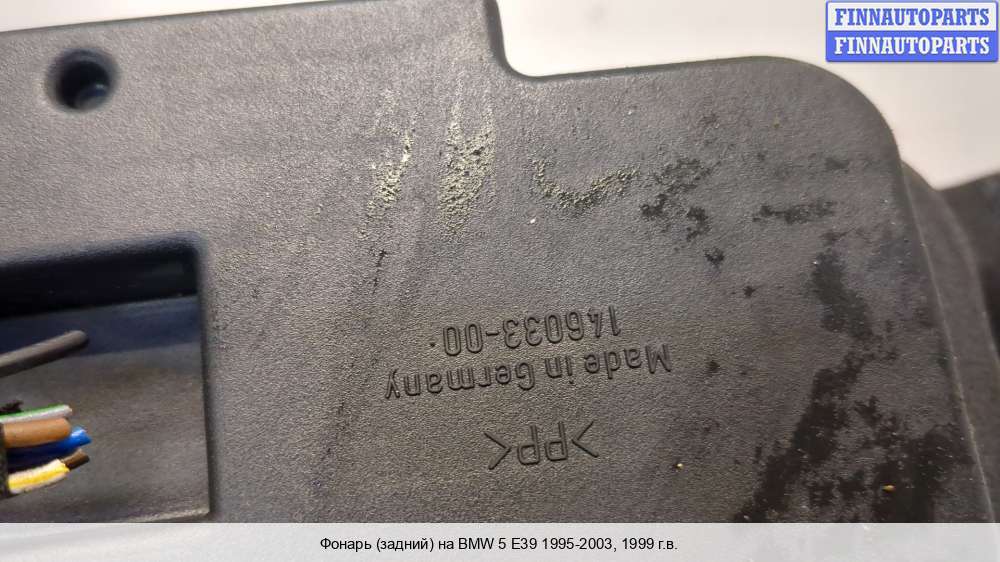 FINNAUTOPARTS
FINNAUTOPARTS
>PP<
Made in Germany
146033-00
Фонарь (задний) на BMW 5 E39 1995-2003, 1999 г.в.